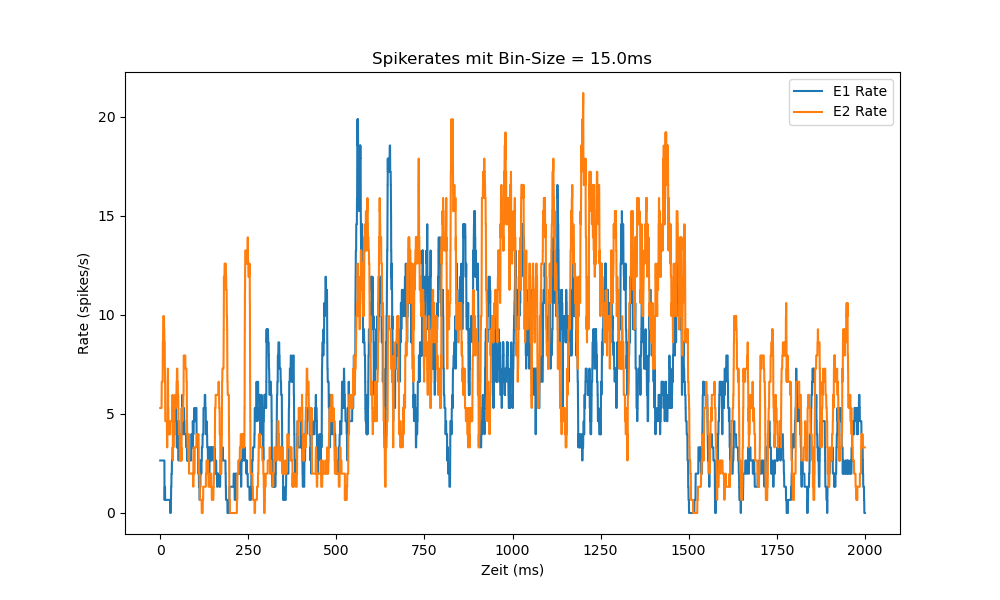 Spikerates mit Bin-Size = 15.0ms
E1 Rate
E2 Rate
Rate (spikes/s)
20
15
10
5
0
0 250 500 750 1000 1250 1500 1750 2000
Zeit (ms)